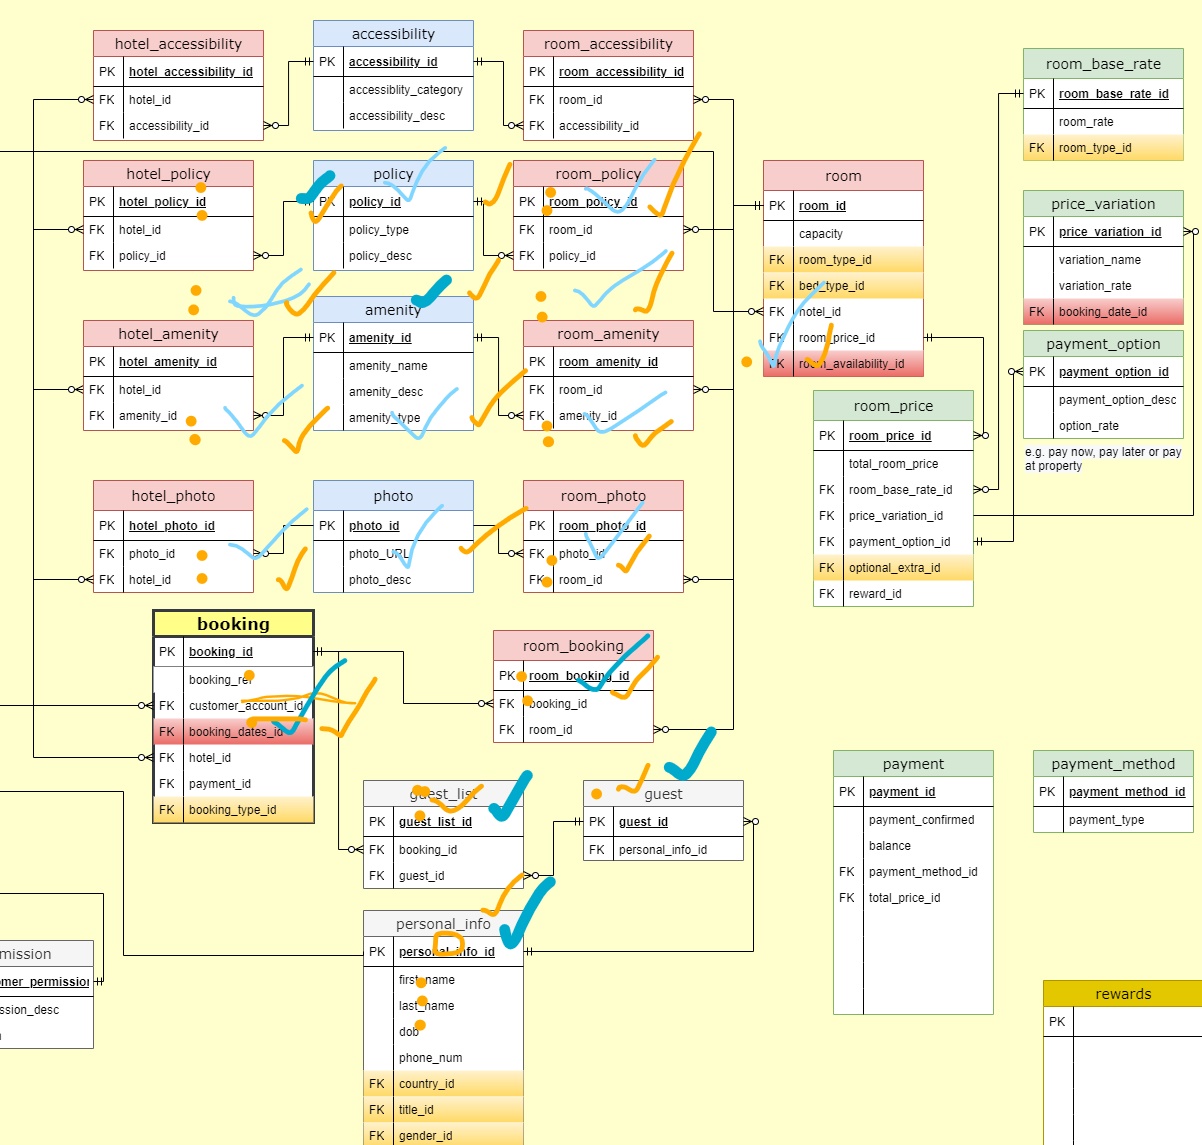 hotel_accessibility
PK hotel_accessibility_id
FK hotel_id
FK accessibility_id
accessibility
PK accessibility_id
accessiblity_category
accessibility_desc
room_accessibility
PK room_accessibility_id
FK room_id
FK accessibility_id
room_base_rate
PK room_base_rate_id
room_rate
FK room_type_id
hotel_policy
PK hotel_policy_id
FK hotel_id
FK policy_id
policy
PK policy_id
policy_type
policy_desc
room_policy
PK room_policy_id
FK room_id
FK policy_id
room
PK room_id
capacity
FK room_type_id
FK bed_type_id
FK hotel_id
FK room_price_id
FK room_availability_id
price_variation
PK price_variation_id
variation_name
variation_rate
FK booking_date_id
hotel_amenity
PK hotel_amenity_id
FK hotel_id
FK amenity_id
amenity
PK amenity_id
amenity_name
amenity_desc
amenity_type
room_amenity
PK room_amenity_id
FK room_id
FK amenity_id
payment_option
PK payment_option_id
payment_option_desc
option_rate
e.g. pay now, pay later or pay
at property
room_price
PK room_price_id
total_room_price
FK room_base_rate_id
FK price_variation_id
FK payment_option_id
FK optional_extra_id
FK reward_id
hotel_photo
PK hotel_photo_id
FK photo_id
FK hotel_id
photo
PK photo_id
photo_URL
photo_desc
room_photo
PK room_photo_id
FK photo_id
FK room_id
booking
PK booking_id
booking_ref
FK customer_account_id
FK booking_dates_id
FK hotel_id
FK payment_id
FK booking_type_id
room_booking
PK room_booking_id
FK booking_id
FK room_id
guest_list
PK guest_list_id
FK booking_id
FK guest_id
guest
PK guest_id
FK personal_info_id
payment
PK payment_id
payment_confirmed
balance
FK payment_method_id
FK total_price_id
payment_method
PK payment_method_id
payment_type
personal_info
PK personal_info_id
first_name
last_name
dob
phone_num
FK country_id
FK title_id
FK gender_id
mission
omer_permission
ssion_desc
rewards
PK